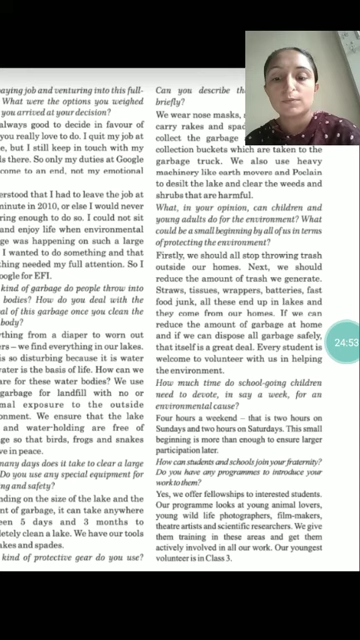 paying job and venturing into this full-
What were the options you weighed
you arrived at your decision?
always good to decide in favour of
you really love to do. I quit my job at
e, but I still keep in touch with my
ds there. So only my duties at Google
come to an end, not my emotional
erstood that I had to leave the job at
minute in 2010, or else I would never
ring enough to do so. I could not sit
and enjoy life when environmental
ge was happening on such a large
I wanted to do something and that
thing needed my full attention. So I
oogle for EFI.
kind of garbage do people throw into
bodies? How do you deal with the
al of this garbage once you clean the
body?
ything from a diaper to worn out
ers – we find everything in our lakes.
is so disturbing because it is water
water is the basis of life. How can we
are for these water bodies? We use
garbage for landfill with no or
mal exposure to the outside
onment. We ensure that the lake
and water-holding are free of
age so that birds, frogs and snakes
ve in peace.
many days does it take to clear a large
Do you use any special equipment for
ng and safety?
nding on the size of the lake and the
nt of garbage, it can take anywhere
een 5 days and 3 months to
pletely clean a lake. We have our tools
akes and spades.
kind of protective gear do you use?
Can you describe th
briefly?
We wear nose masks,
carry rakes and spad
collect the garbage
collection buckets which are taken to the
garbage truck. We also use heavy
machinery like earth movers and Poclain
to desilt the lake and clear the weeds and
shrubs that are harmful.
What, in your opinion, can children and
young adults do for the environment? What
could be a small beginning by all of us in terms
of protecting the environment?
Firstly, we should all stop throwing trash
outside our homes. Next, we should
reduce the amount of trash we generate.
Straws, tissues, wrappers, batteries, fast
food junk, all these end up in lakes and
they come from our homes. If we can
reduce the amount of garbage at home
and if we can dispose all garbage safely,
that itself is a great deal. Every student is
welcome to volunteer with us in helping
the environment.
How much time do school-going children
need to devote, in say a week, for an
environmental cause?
Four hours a weekend – that is two hours on
Sundays and two hours on Saturdays. This small
beginning is more than enough to ensure larger
participation later.
How can students and schools join your fraternity?
Do you have any programmes to introduce your
work to them?
Yes, we offer fellowships to interested students.
Our programme looks at young animal lovers,
young wild life photographers, film-makers,
theatre artists and scientific researchers. We give
them training in these areas and get them
actively involved in all our work. Our youngest
volunteer is in Class 3.
24:53